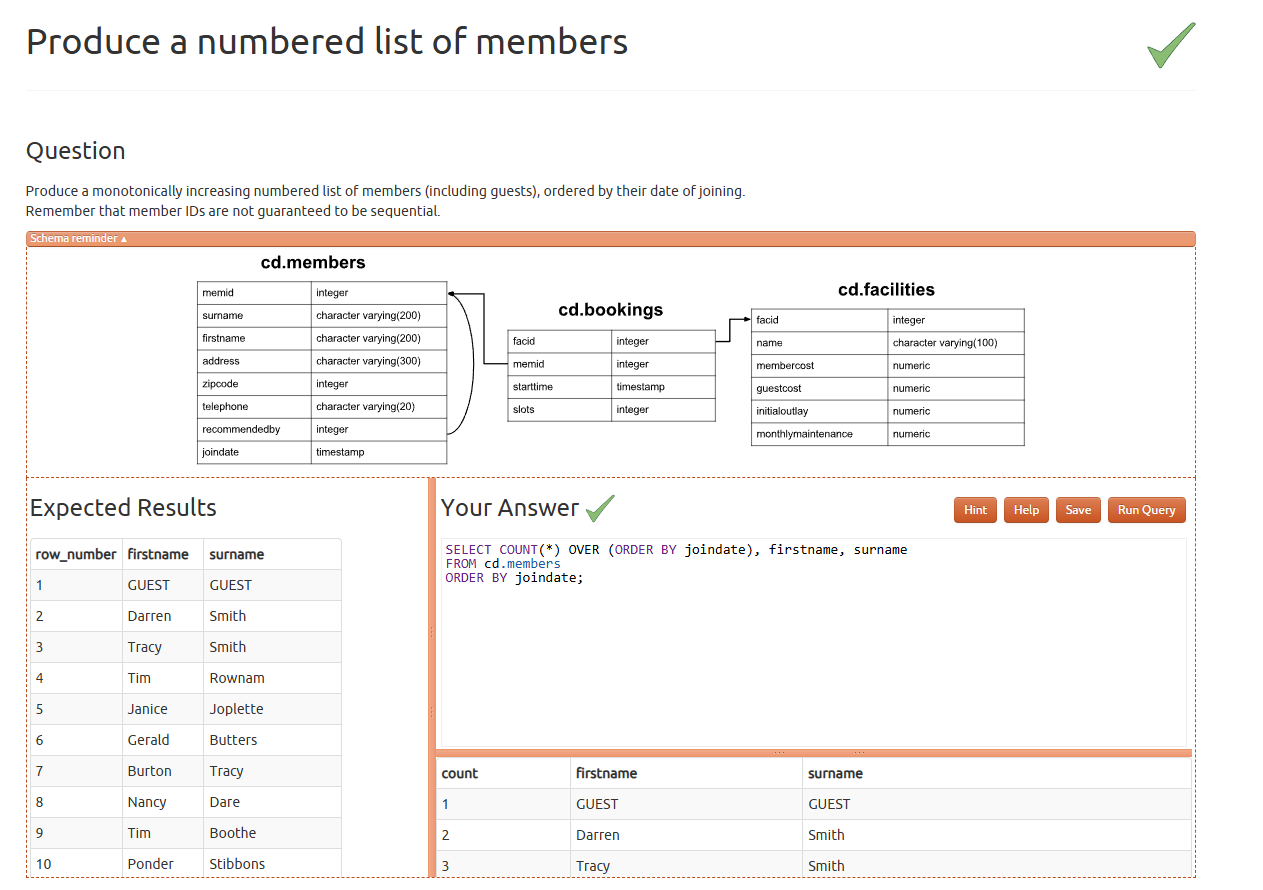 Produce a numbered list of members
Question
Produce a monotonically increasing numbered list of members (including guests), ordered by their date of joining.
Remember that member IDs are not guaranteed to be sequential.
Schema reminder ▲
cd.members
memid integer
surname character varying(200)
firstname character varying(200)
address character varying(300)
zipcode integer
telephone character varying(20)
recommendedby integer
joindate timestamp
cd.bookings
facid integer
memid integer
starttime timestamp
slots integer
cd.facilities
facid integer
name character varying(100)
membercost numeric
guestcost numeric
initialoutlay numeric
monthlymaintenance numeric
Expected Results
row_number firstname surname
1 GUEST GUEST
2 Darren Smith
3 Tracy Smith
4 Tim Rownam
5 Janice Joplette
6 Gerald Butters
7 Burton Tracy
8 Nancy Dare
9 Tim Boothe
10 Ponder Stibbons
Your Answer
Hint Help Save Run Query
SELECT COUNT(*) OVER (ORDER BY joindate), firstname, surname
FROM cd.members
ORDER BY joindate;
count firstname surname
1 GUEST GUEST
2 Darren Smith
3 Tracy Smith